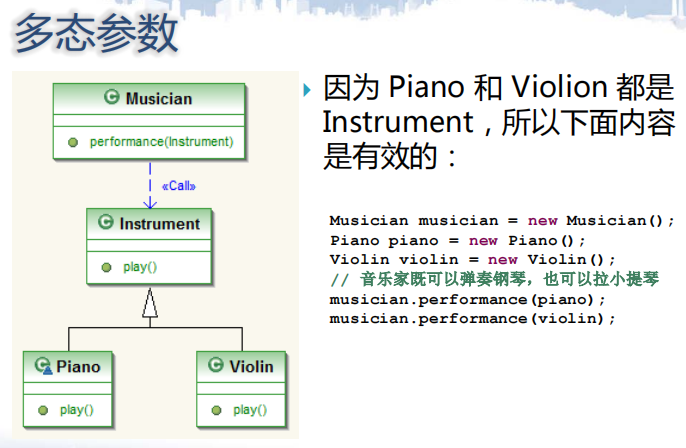 多态参数
Musician
performance(Instrument)
«Call»
Instrument
play()
Piano
play()
Violin
play()
因为 Piano 和 Violion 都是
Instrument，所以下面内容
是有效的：
Musician musician = new Musician();
Piano piano = new Piano();
Violin violin = new Violin();
// 音乐家既可以弹奏钢琴，也可以拉小提琴
musician.performance(piano);
musician.performance(violin);